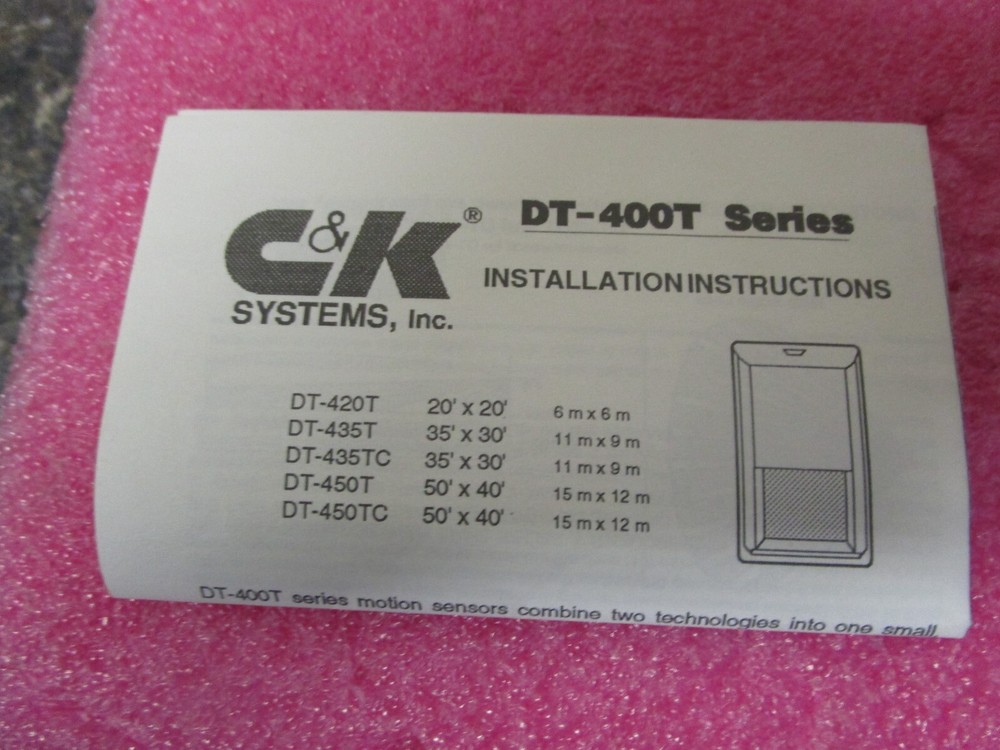 C&K®
SYSTEMS, Inc.
DT-400T Series
INSTALLATION INSTRUCTIONS
DT-420T 20' x 20' 6 m x 6 m
DT-435T 35' x 30' 11 m x 9 m
DT-435TC 35' x 30' 11 m x 9 m
DT-450T 50' x 40' 15 m x 12 m
DT-450TC 50' x 40' 15 m x 12 m
DT-400T series motion sensors combine two technologies into one small